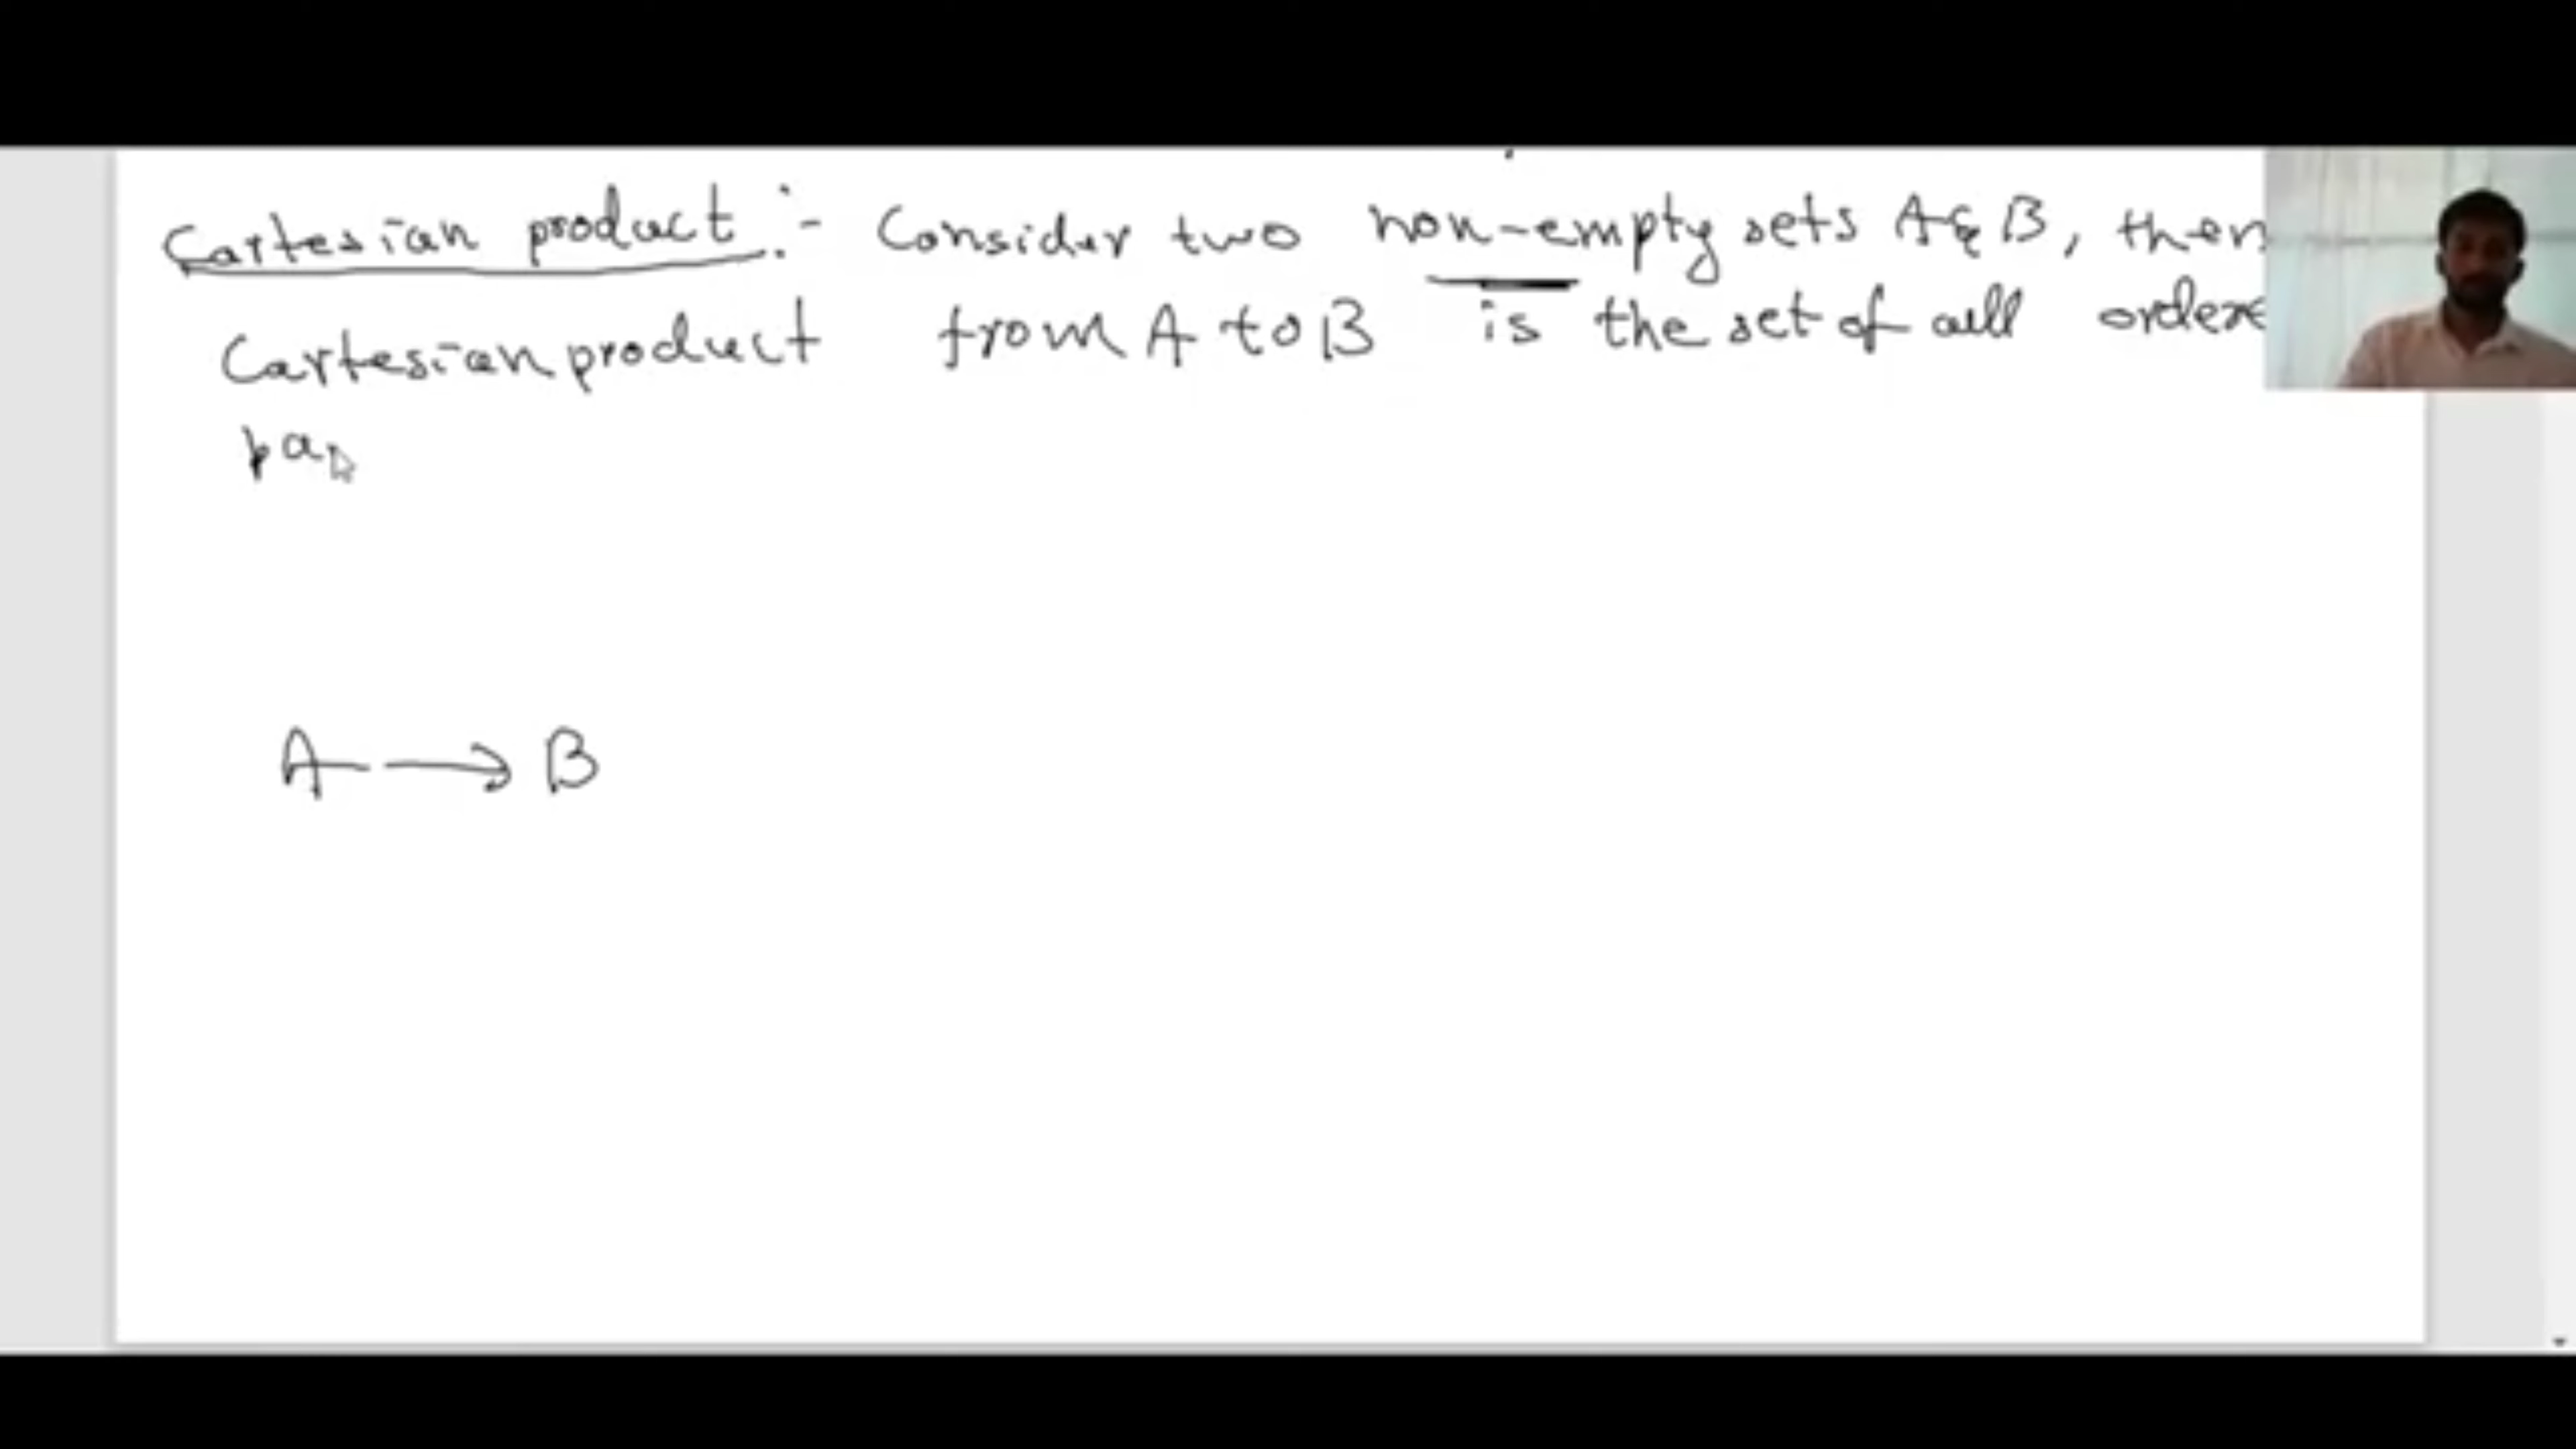 Cartesian product :- Consider two non-empty sets A & B, then
Cartesian product from A to B is the set of all ordere
pa
A → B